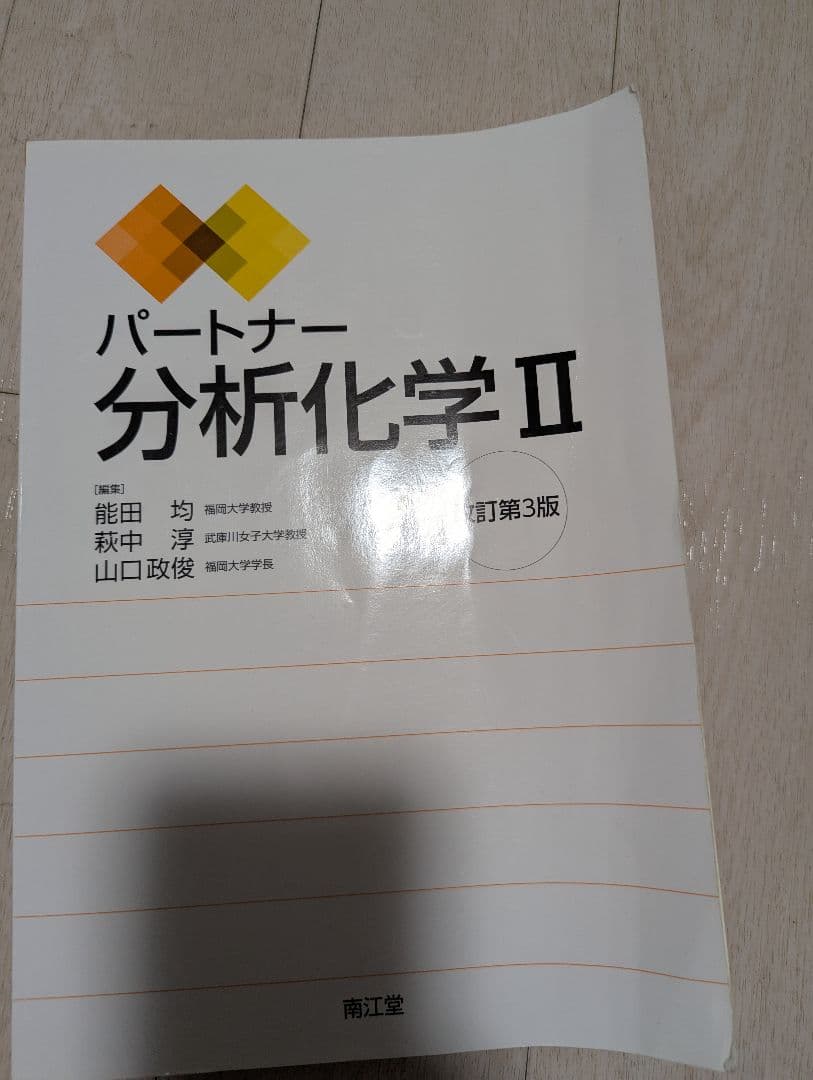 パートナー
分析化学Ⅱ
[編集]
能田 均 福岡大学教授
萩中 淳 武庫川女子大学教授
山口政俊 福岡大学学長
訂第3版
南江堂